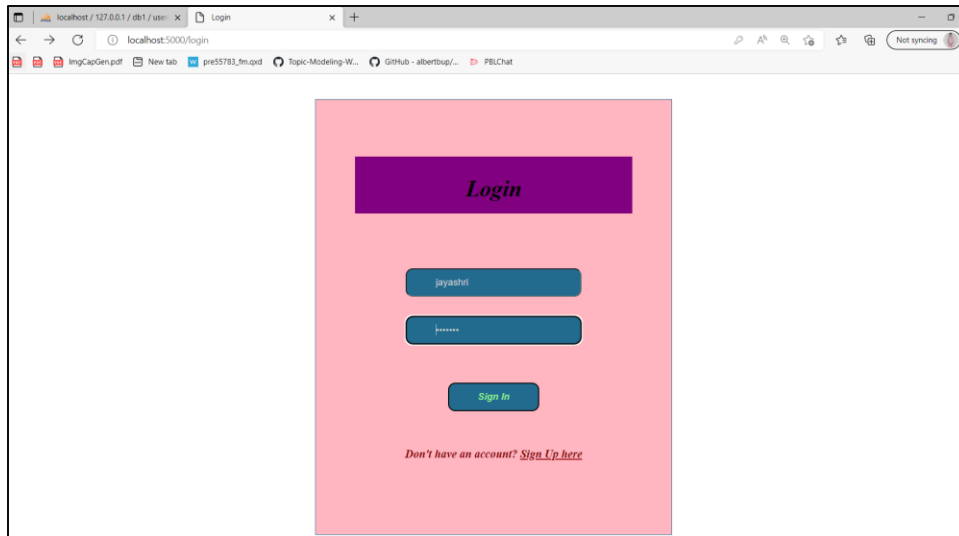 localhost / 127.0.0.1 / db1 / user
Login
localhost:5000/login
Not syncing
ImgCapGen.pdf
New tab
pre55783_fm.qxd
Topic-Modeling-W...
GitHub - albertbup/...
PBLChat
Login
jayashri
•••••••
Sign In
Don't have an account? Sign Up here